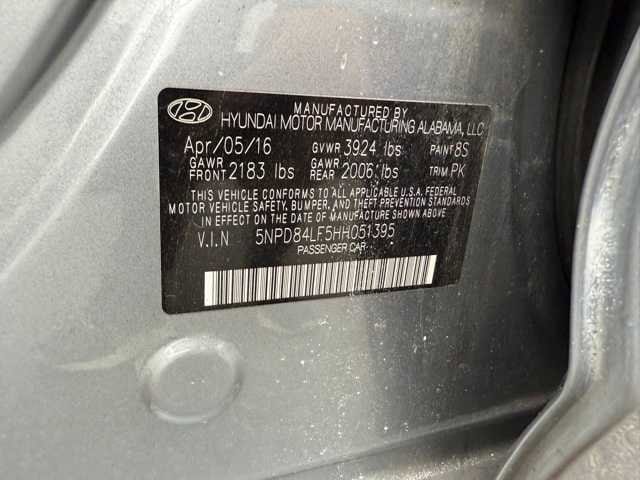 MANUFACTURED BY
HYUNDAI MOTOR MANUFACTURING ALABAMA, LLC
Apr/05/16 GVWR 3924 lbs PAINT 8S
GAWR FRONT 2183 lbs GAWR REAR 2006 lbs TRIM PK
THIS VEHICLE CONFORMS TO ALL APPLICABLE U.S.A. FEDERAL
MOTOR VEHICLE SAFETY, BUMPER, AND THEFT PREVENTION STANDARDS
IN EFFECT ON THE DATE OF MANUFACTURE SHOWN ABOVE.
V.I.N 5NPD84LF5HH051395
PASSENGER CAR